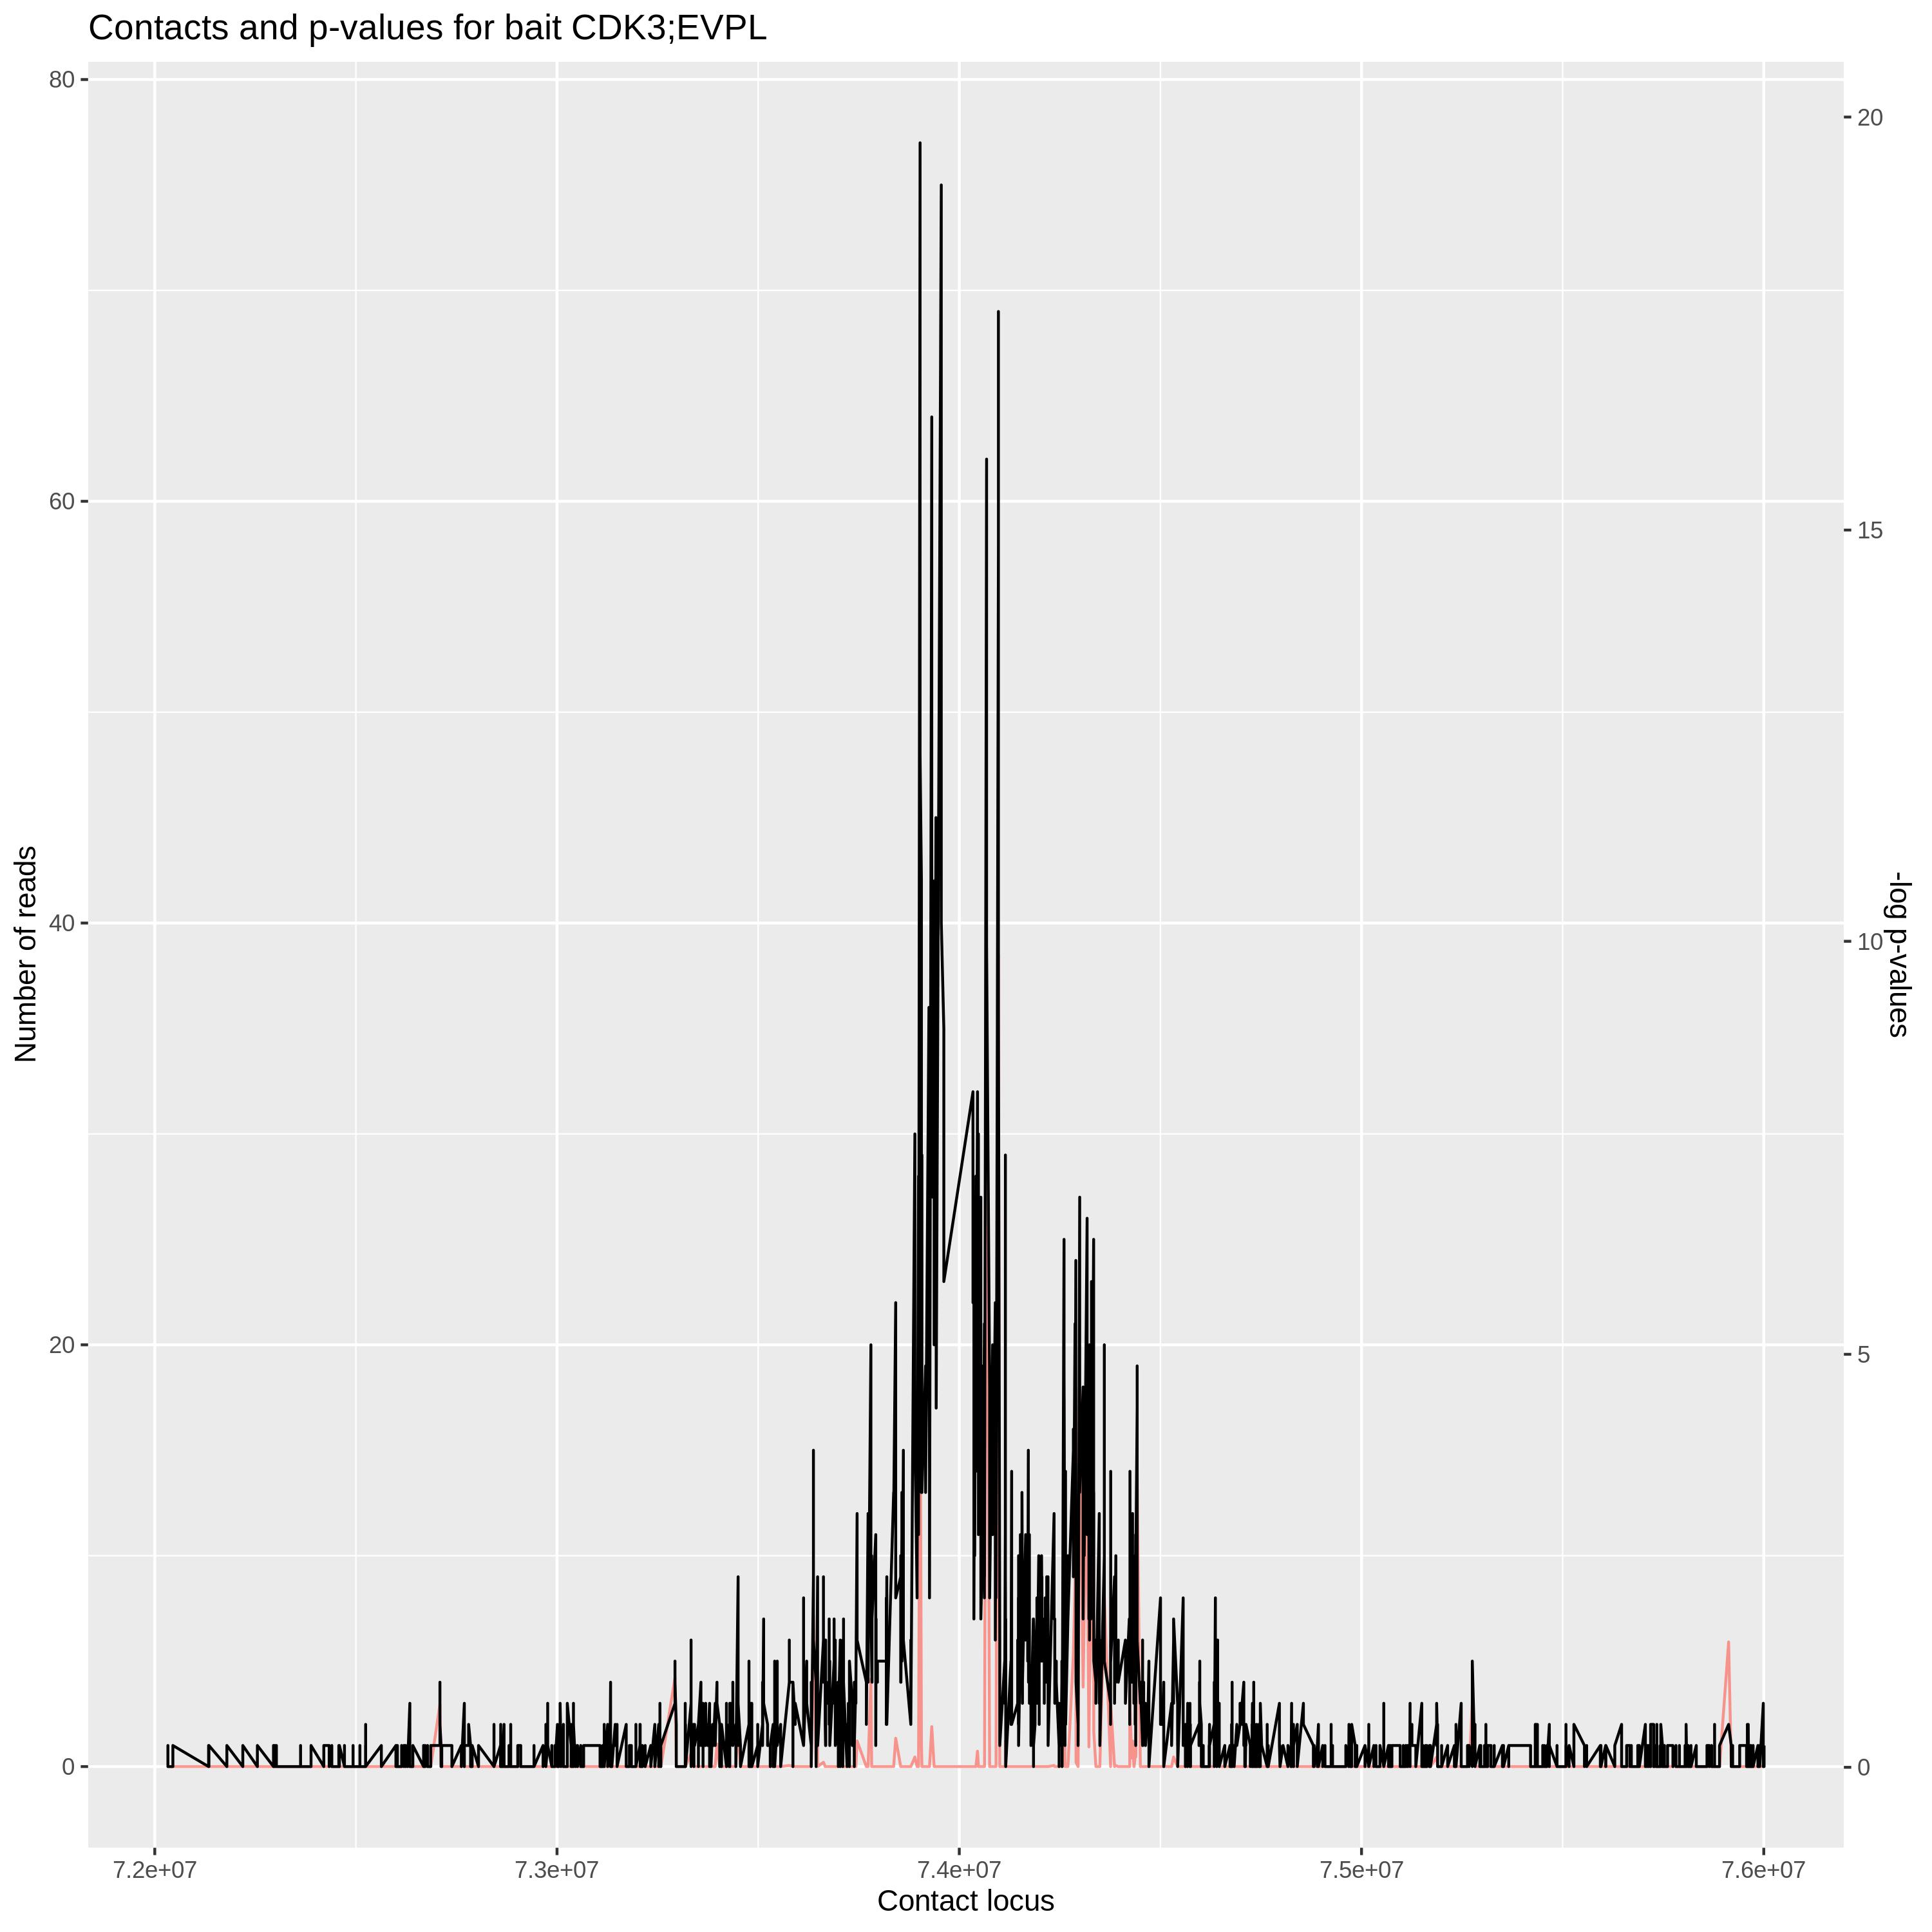 Contacts and p-values for bait CDK3;EVPL
80
60
40
20
0
Number of reads
20
15
10
5
0
-log p-values
7.2e+07
7.3e+07
7.4e+07
7.5e+07
7.6e+07
Contact locus